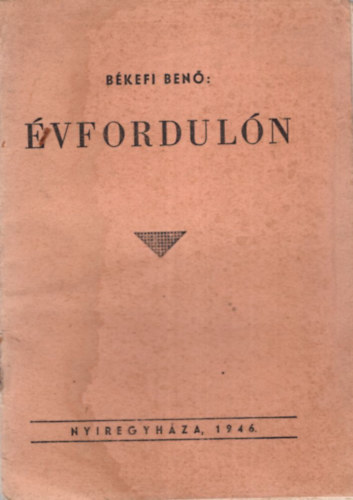 BÉKEFI BENŐ:
ÉVFORDULÓN
NYIREGYHÁZA, 1946.